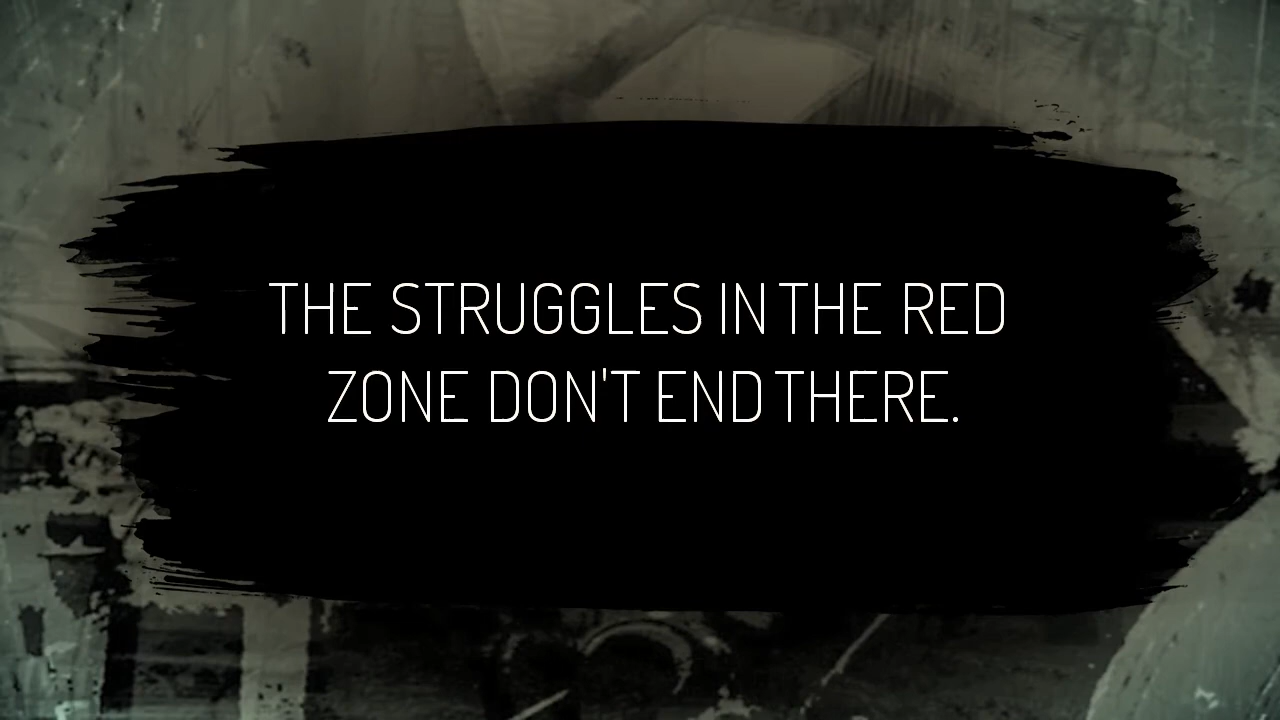 THE STRUGGLES IN THE RED
ZONE DON'T END THERE.